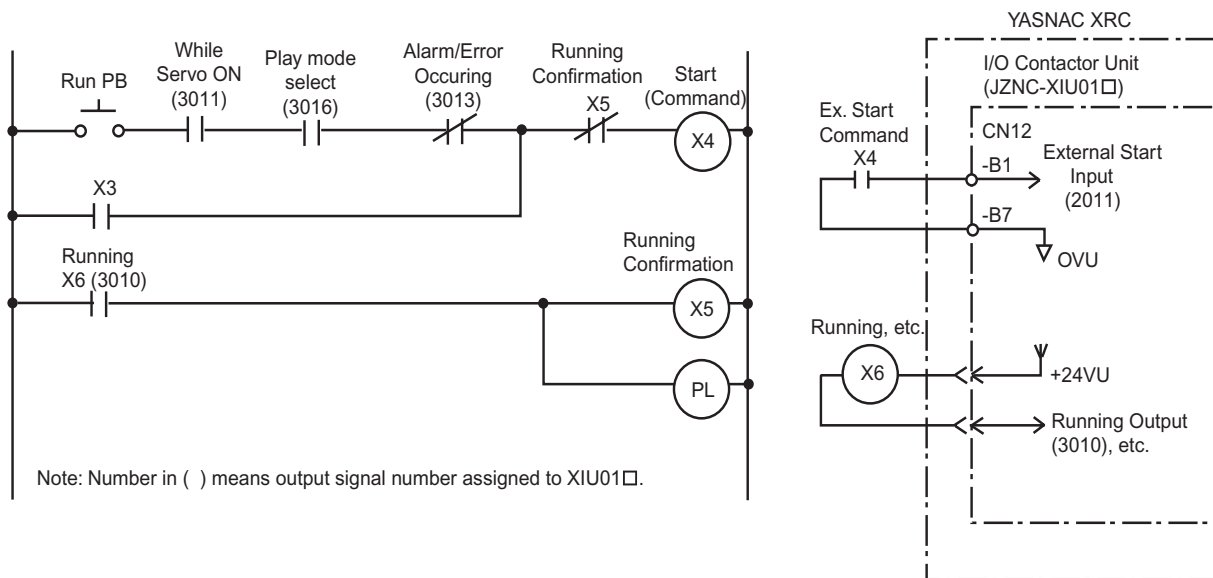 Run PB
While
Servo ON
(3011)
Play mode
select
(3016)
Alarm/Error
Occuring
(3013)
Running
Confirmation
X5
Start
(Command)
X4
X3
Running
X6 (3010)
Running
Confirmation
X5
PL
Note: Number in (  ) means output signal number assigned to XIU01□.
YASNAC XRC
I/O Contactor Unit
(JZNC-XIU01□)
Ex. Start
Command
X4
CN12
-B1
External Start
Input
(2011)
-B7
OVU
Running, etc.
X6
+24VU
Running Output
(3010), etc.